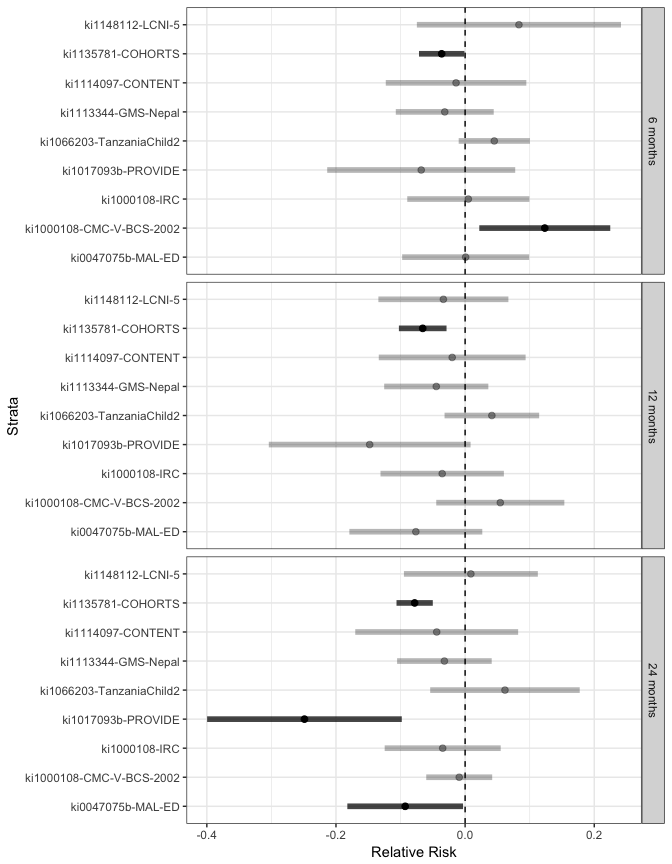 ki1148112-LCNI-5
ki1135781-COHORTS
ki1114097-CONTENT
ki1113344-GMS-Nepal
ki1066203-TanzaniaChild2
ki1017093b-PROVIDE
ki1000108-IRC
ki1000108-CMC-V-BCS-2002
ki0047075b-MAL-ED
6 months
ki1148112-LCNI-5
ki1135781-COHORTS
ki1114097-CONTENT
ki1113344-GMS-Nepal
ki1066203-TanzaniaChild2
ki1017093b-PROVIDE
ki1000108-IRC
ki1000108-CMC-V-BCS-2002
ki0047075b-MAL-ED
12 months
Strata
ki1148112-LCNI-5
ki1135781-COHORTS
ki1114097-CONTENT
ki1113344-GMS-Nepal
ki1066203-TanzaniaChild2
ki1017093b-PROVIDE
ki1000108-IRC
ki1000108-CMC-V-BCS-2002
ki0047075b-MAL-ED
24 months
-0.4 -0.2 0.0 0.2
Relative Risk